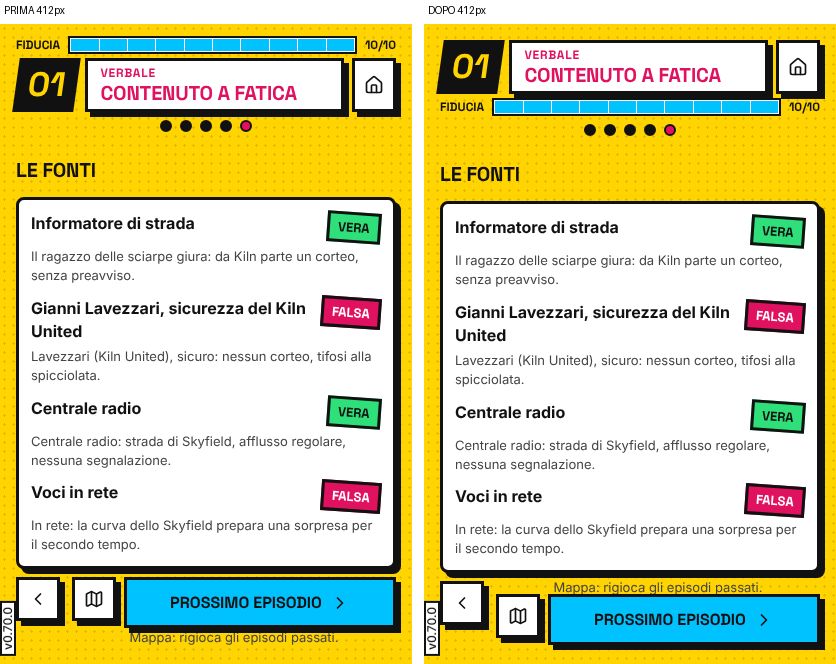 PRIMA 412px
FIDUCIA
10/10
01
VERBALE
CONTENUTO A FATICA
LE FONTI
Informatore di strada
VERA
Il ragazzo delle sciarpe giura: da Kiln parte un corteo,
senza preavviso.
Gianni Lavezzari, sicurezza del Kiln
United
FALSA
Lavezzari (Kiln United), sicuro: nessun corteo, tifosi alla
spicciolata.
Centrale radio
VERA
Centrale radio: strada di Skyfield, afflusso regolare,
nessuna segnalazione.
Voci in rete
FALSA
In rete: la curva dello Skyfield prepara una sorpresa per
il secondo tempo.
PROSSIMO EPISODIO
Mappa: rigioca gli episodi passati.
v0.70.0
DOPO 412px
01
VERBALE
CONTENUTO A FATICA
FIDUCIA
10/10
LE FONTI
Informatore di strada
VERA
Il ragazzo delle sciarpe giura: da Kiln parte un corteo,
senza preavviso.
Gianni Lavezzari, sicurezza del Kiln
United
FALSA
Lavezzari (Kiln United), sicuro: nessun corteo, tifosi alla
spicciolata.
Centrale radio
VERA
Centrale radio: strada di Skyfield, afflusso regolare,
nessuna segnalazione.
Voci in rete
FALSA
In rete: la curva dello Skyfield prepara una sorpresa per
il secondo tempo.
Mappa: rigioca gli episodi passati.
PROSSIMO EPISODIO
v0.70.0